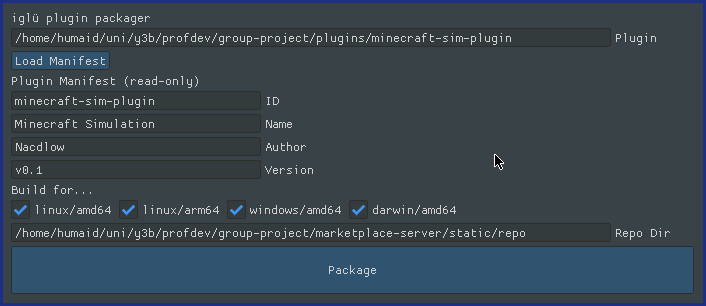 iglü plugin packager
/home/humaid/uni/y3b/profdev/group-project/plugins/minecraft-sim-plugin Plugin
Load Manifest
Plugin Manifest (read-only)
minecraft-sim-plugin ID
Minecraft Simulation Name
Nacdlow Author
v0.1 Version
Build for...
linux/amd64 linux/arm64 windows/amd64 darwin/amd64
/home/humaid/uni/y3b/profdev/group-project/marketplace-server/static/repo Repo Dir
Package